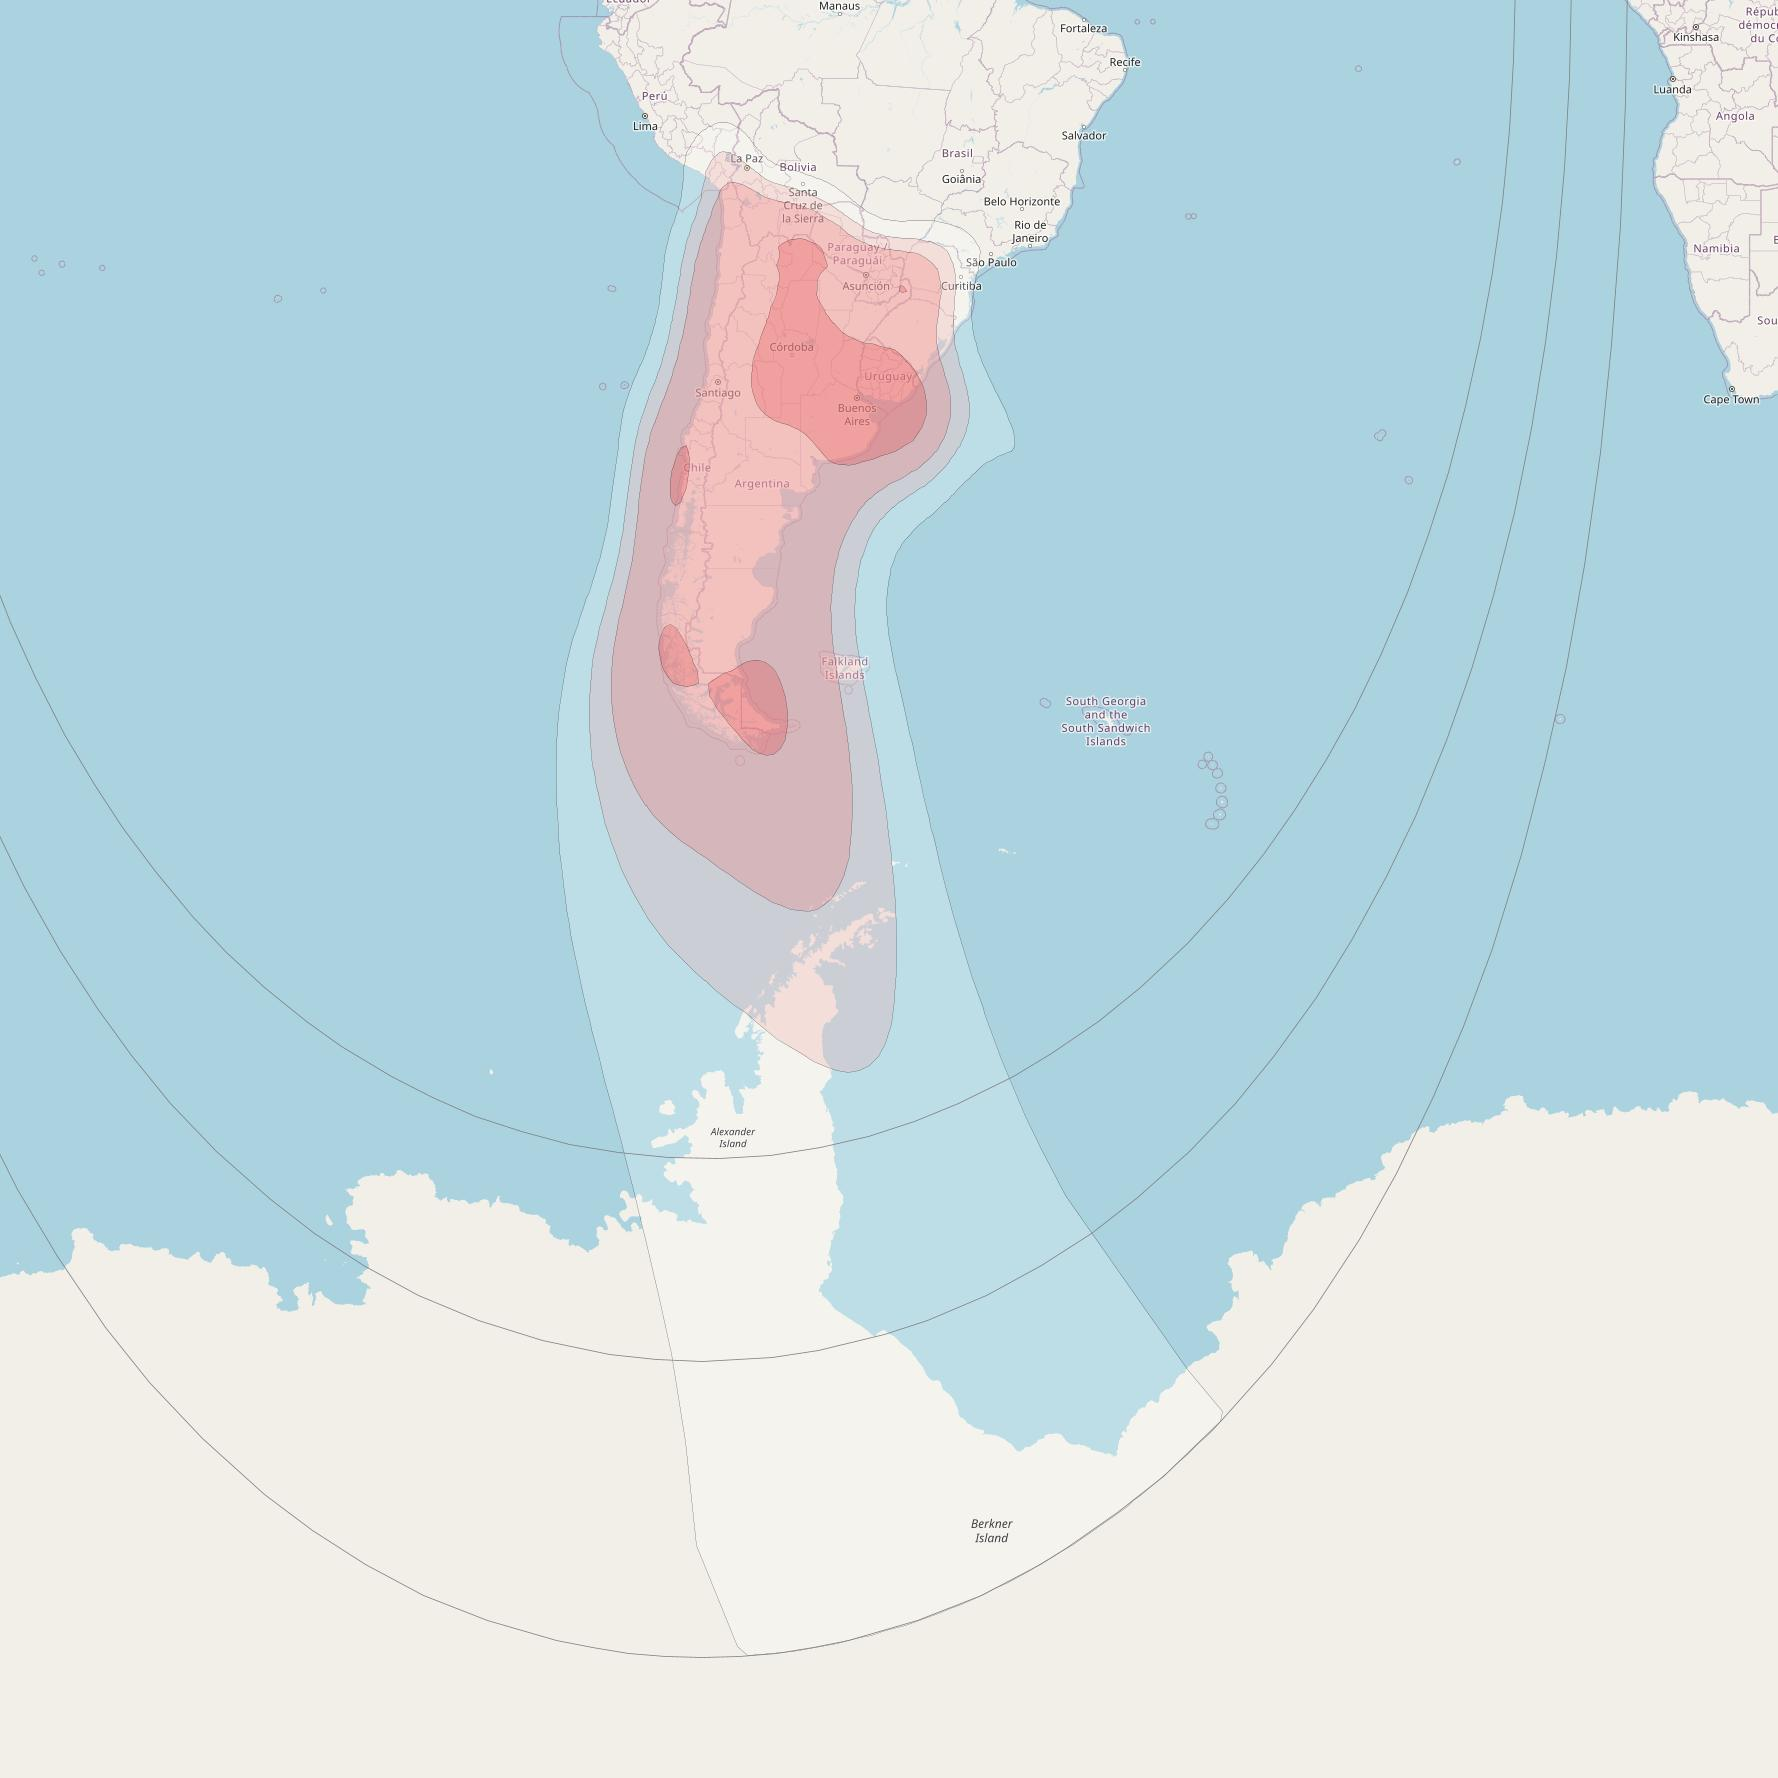 Ecuador
Manaus
Fortaleza
Kinshasa
Recife
Luanda
Perú
Angola
Lima
Salvador
Brasil
La Paz
Bolivia
Goiânia
Santa
Cruz de
la Sierra
Belo Horizonte
Rio de
Janeiro
Paraguay /
Paraguái
São Paulo
Namibia
Asunción
Curitiba
Córdoba
Santiago
Uruguay
Buenos
Aires
Cape Town
Chile
Argentina
Falkland
Islands
South Georgia
and the
South Sandwich
Islands
Alexander
Island
Berkner
Island